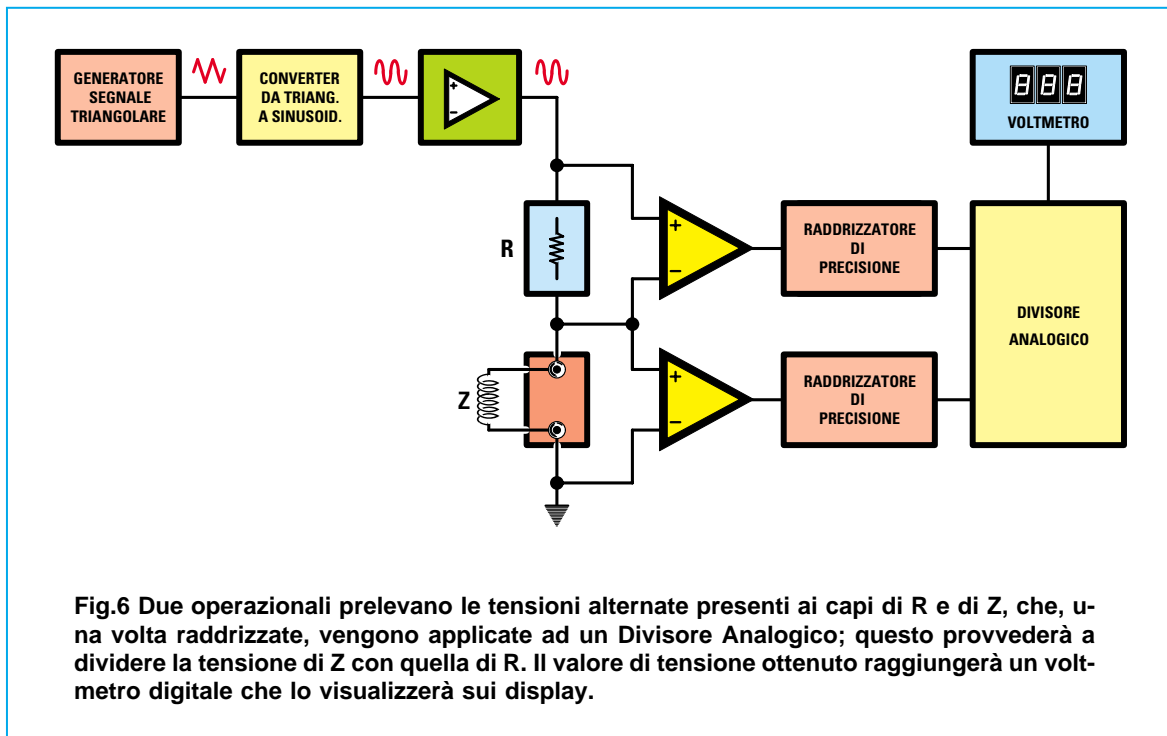 GENERATORE
SEGNALE
TRIANGOLARE
CONVERTER
DA TRIANG.
A SINUSOID.
+
−
888
VOLTMETRO
R
+
−
RADDRIZZATORE
DI
PRECISIONE
DIVISORE
ANALOGICO
Z
+
−
RADDRIZZATORE
DI
PRECISIONE
Fig.6 Due operazionali prelevano le tensioni alternate presenti ai capi di R e di Z, che, u-
na volta raddrizzate, vengono applicate ad un Divisore Analogico; questo provvederà a
dividere la tensione di Z con quella di R. Il valore di tensione ottenuto raggiungerà un volt-
metro digitale che lo visualizzerà sui display.